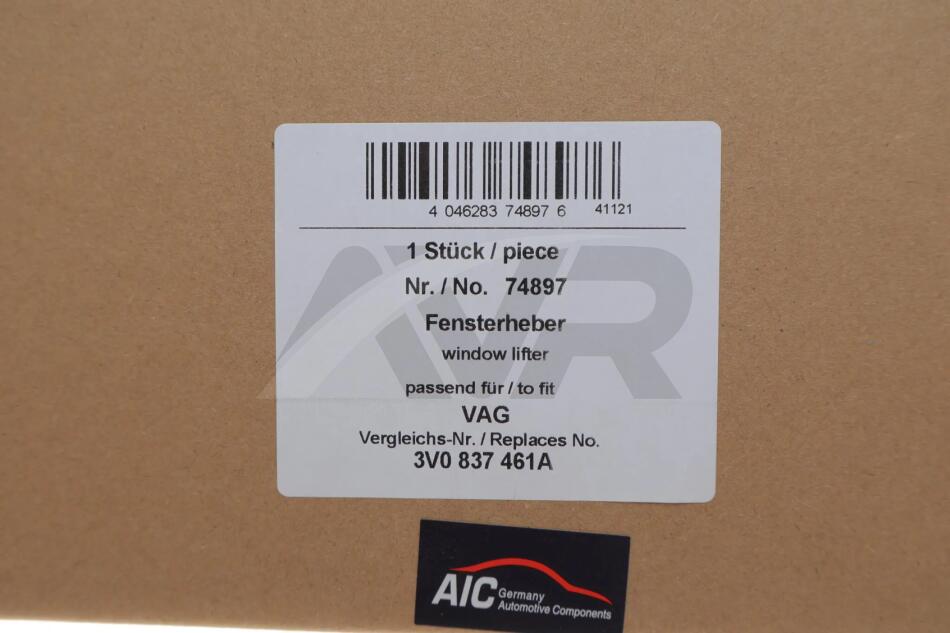 4 046283 74897 6 41121
1 Stück / piece
Nr. / No. 74897
Fensterheber
window lifter
passend für / to fit
VAG
Vergleichs-Nr. / Replaces No.
3V0 837 461A
AVR
AIC Germany
Automotive Components